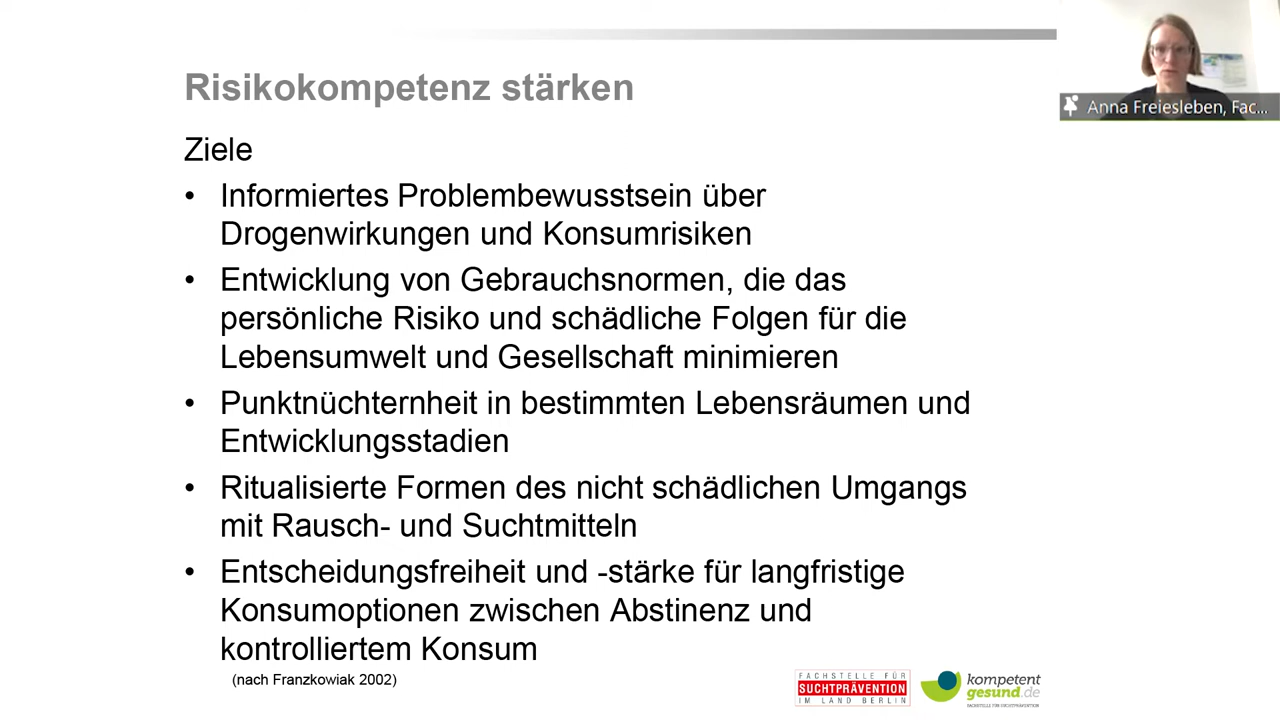 Risikokompetenz stärken
Anna Freiesleben, Fac...
Ziele
• Informiertes Problembewusstsein über
Drogenwirkungen und Konsumrisiken
• Entwicklung von Gebrauchsnormen, die das
persönliche Risiko und schädliche Folgen für die
Lebensumwelt und Gesellschaft minimieren
• Punktnüchternheit in bestimmten Lebensräumen und
Entwicklungsstadien
• Ritualisierte Formen des nicht schädlichen Umgangs
mit Rausch- und Suchtmitteln
• Entscheidungsfreiheit und -stärke für langfristige
Konsumoptionen zwischen Abstinenz und
kontrolliertem Konsum
(nach Franzkowiak 2002)
FACHSTELLE FÜR
SUCHTPRÄVENTION
IM LAND BERLIN
kompetent
gesund.de
FACHSTELLE FÜR SUCHTPRÄVENTION